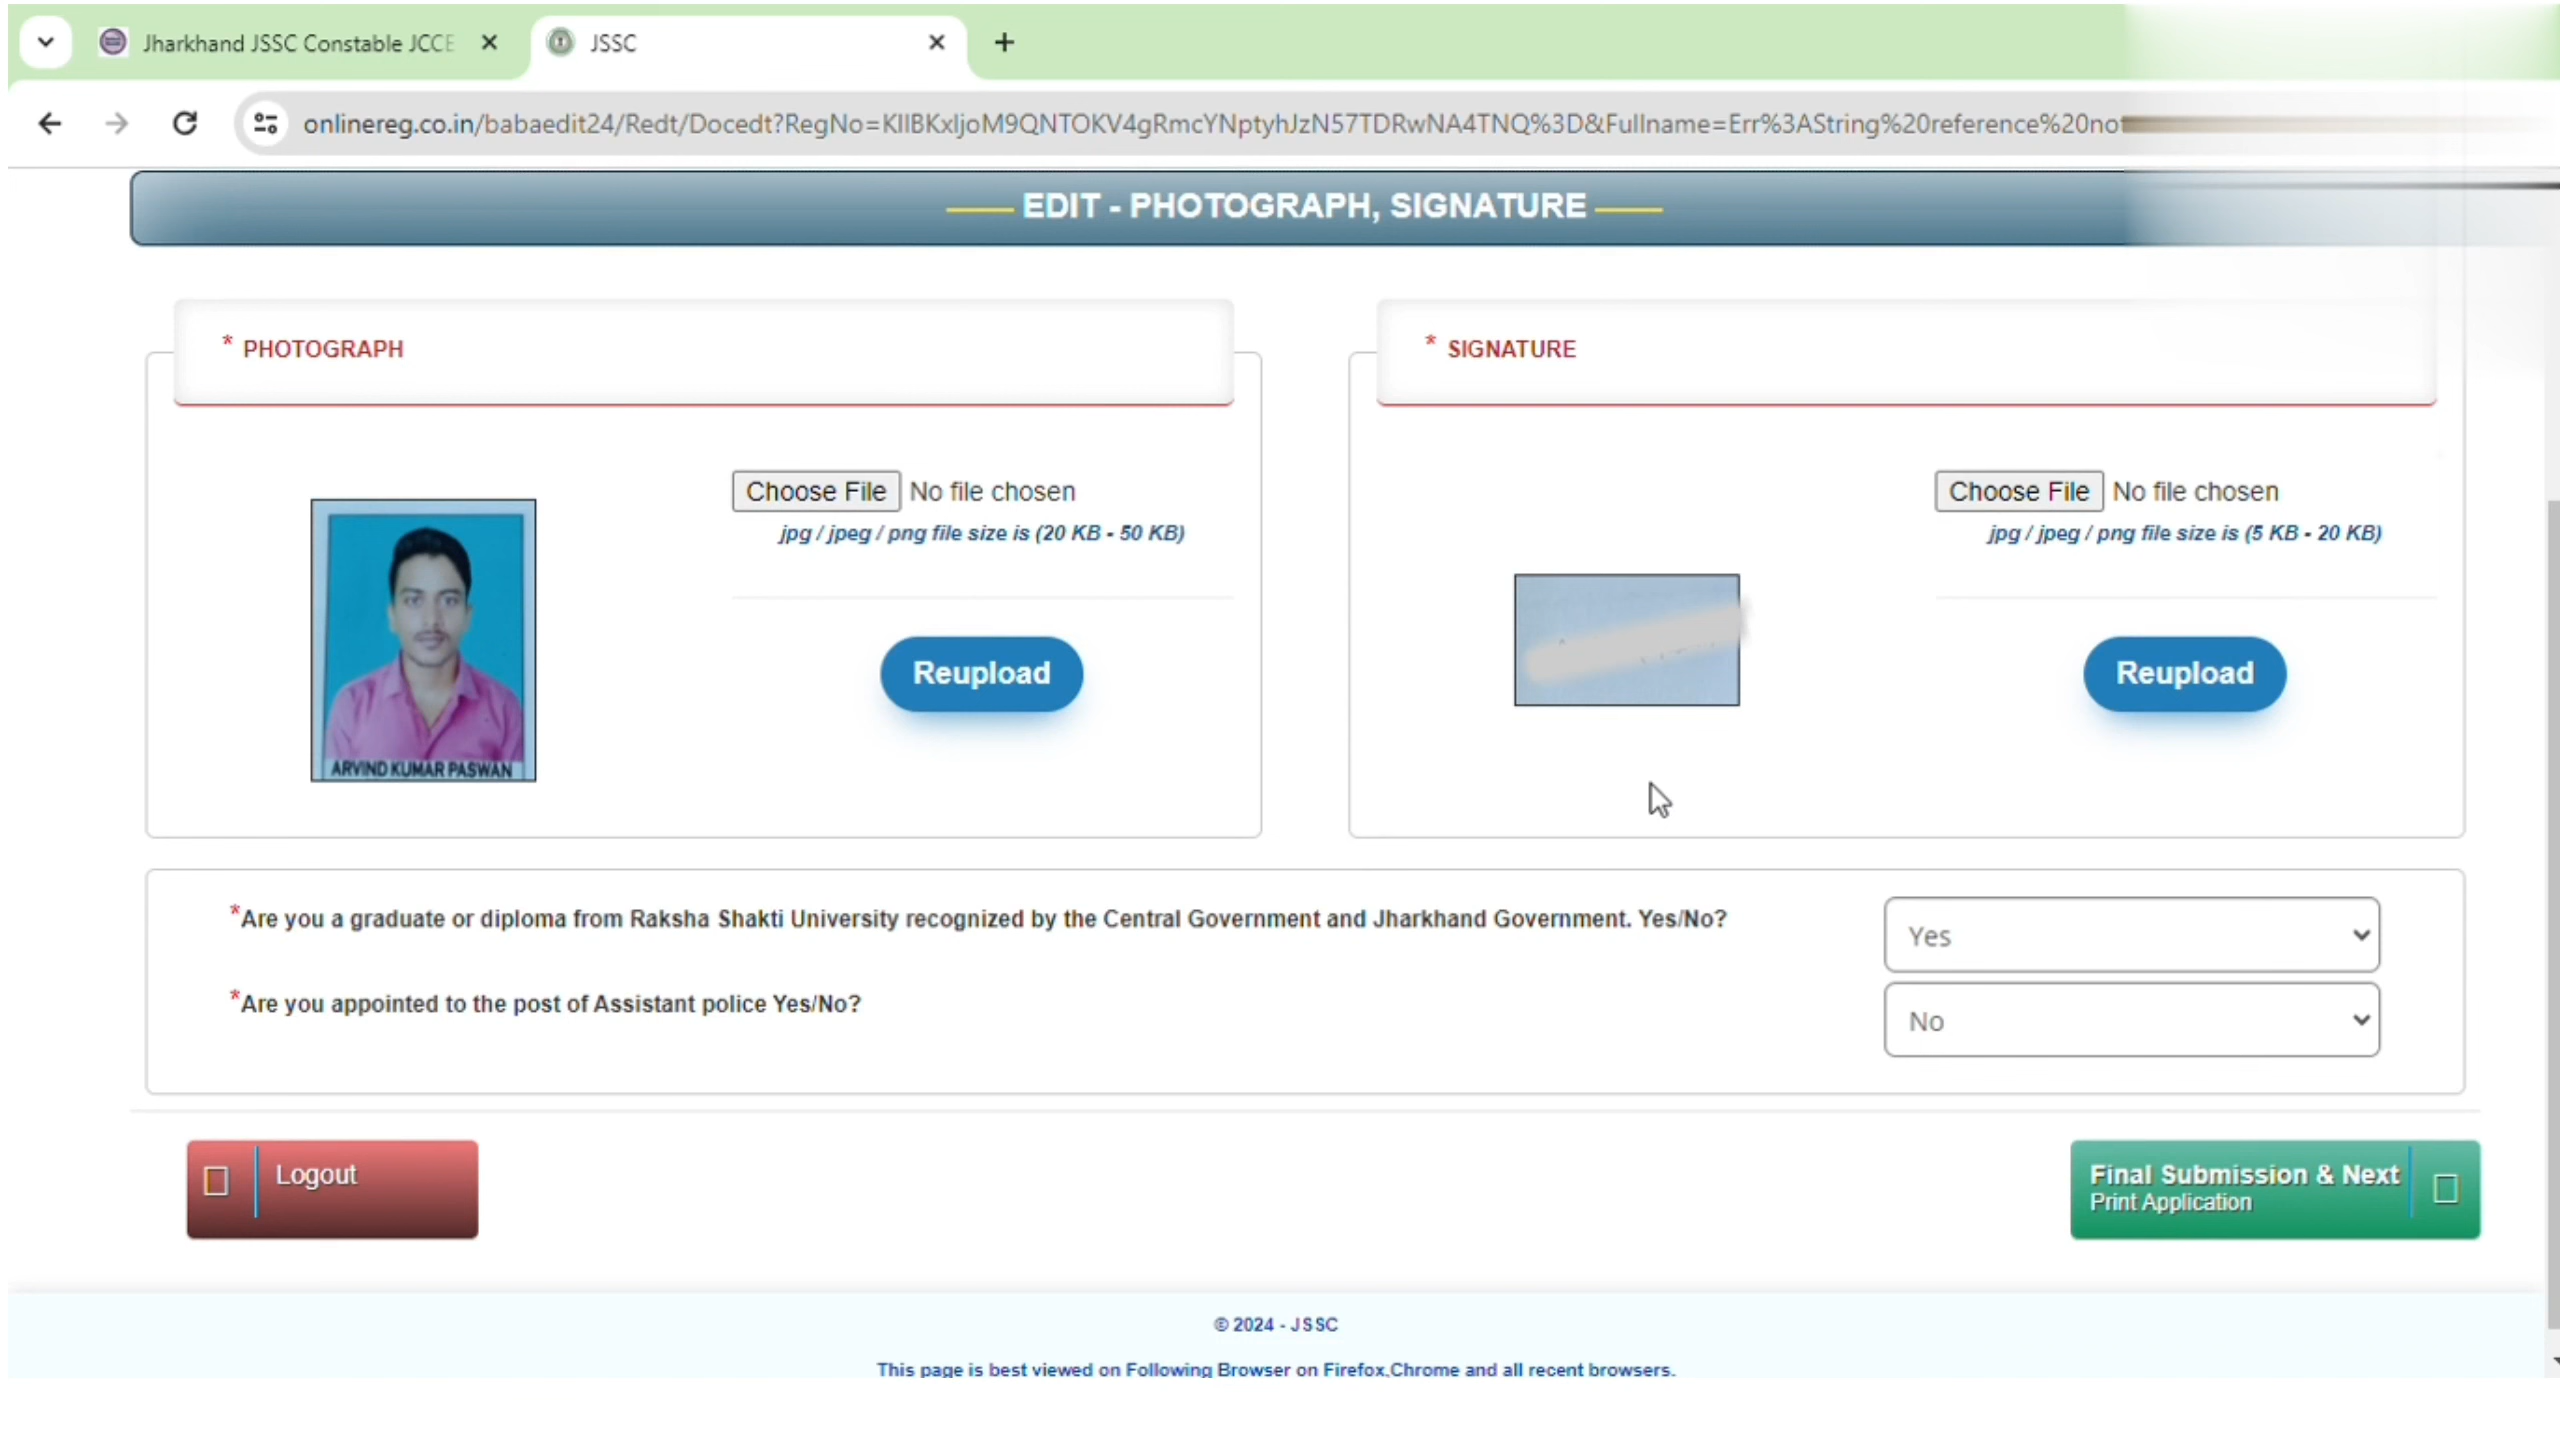 Jharkhand JSSC Constable JCCE
JSSC
onlinereg.co.in/babaedit24/Redt/Docedt?RegNo=KIIBKxIjoM9QNTOKV4gRmcYNptyhJzN57TDRwNA4TNQ%3D&Fullname=Err%3AString%20reference%20not
EDIT - PHOTOGRAPH, SIGNATURE
* PHOTOGRAPH
Choose File No file chosen
jpg / jpeg / png file size is (20 KB - 50 KB)
Reupload
ARVIND KUMAR PASWAN
* SIGNATURE
Choose File No file chosen
jpg / jpeg / png file size is (5 KB - 20 KB)
Reupload
*Are you a graduate or diploma from Raksha Shakti University recognized by the Central Government and Jharkhand Government. Yes/No?
Yes
*Are you appointed to the post of Assistant police Yes/No?
No
Logout
Final Submission & Next
Print Application
© 2024 - JSSC
This page is best viewed on Following Browser on Firefox,Chrome and all recent browsers.